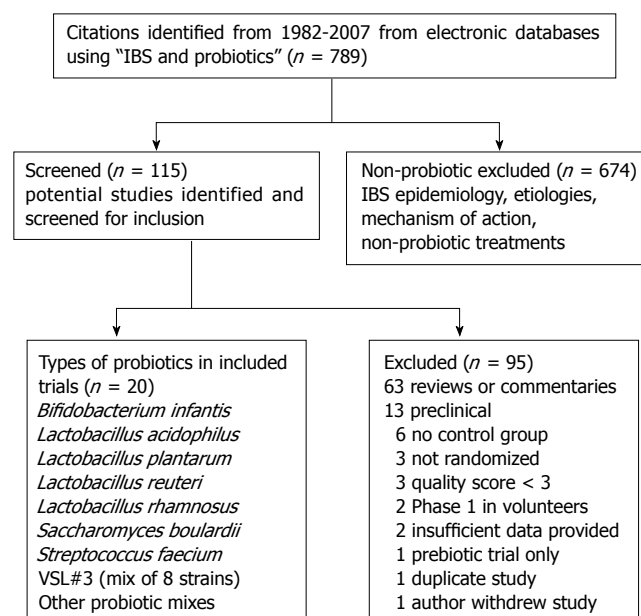 Citations identified from 1982-2007 from electronic databases
using “IBS and probiotics” (n = 789)
Screened (n = 115)
potential studies identified and
screened for inclusion
Non-probiotic excluded (n = 674)
IBS epidemiology, etiologies,
mechanism of action,
non-probiotic treatments
Types of probiotics in included
trials (n = 20)
Bifidobacterium infantis
Lactobacillus acidophilus
Lactobacillus plantarum
Lactobacillus reuteri
Lactobacillus rhamnosus
Saccharomyces boulardii
Streptococcus faecium
VSL#3 (mix of 8 strains)
Other probiotic mixes
Excluded (n = 95)
63 reviews or commentaries
13 preclinical
6 no control group
3 not randomized
3 quality score < 3
2 Phase 1 in volunteers
2 insufficient data provided
1 prebiotic trial only
1 duplicate study
1 author withdrew study